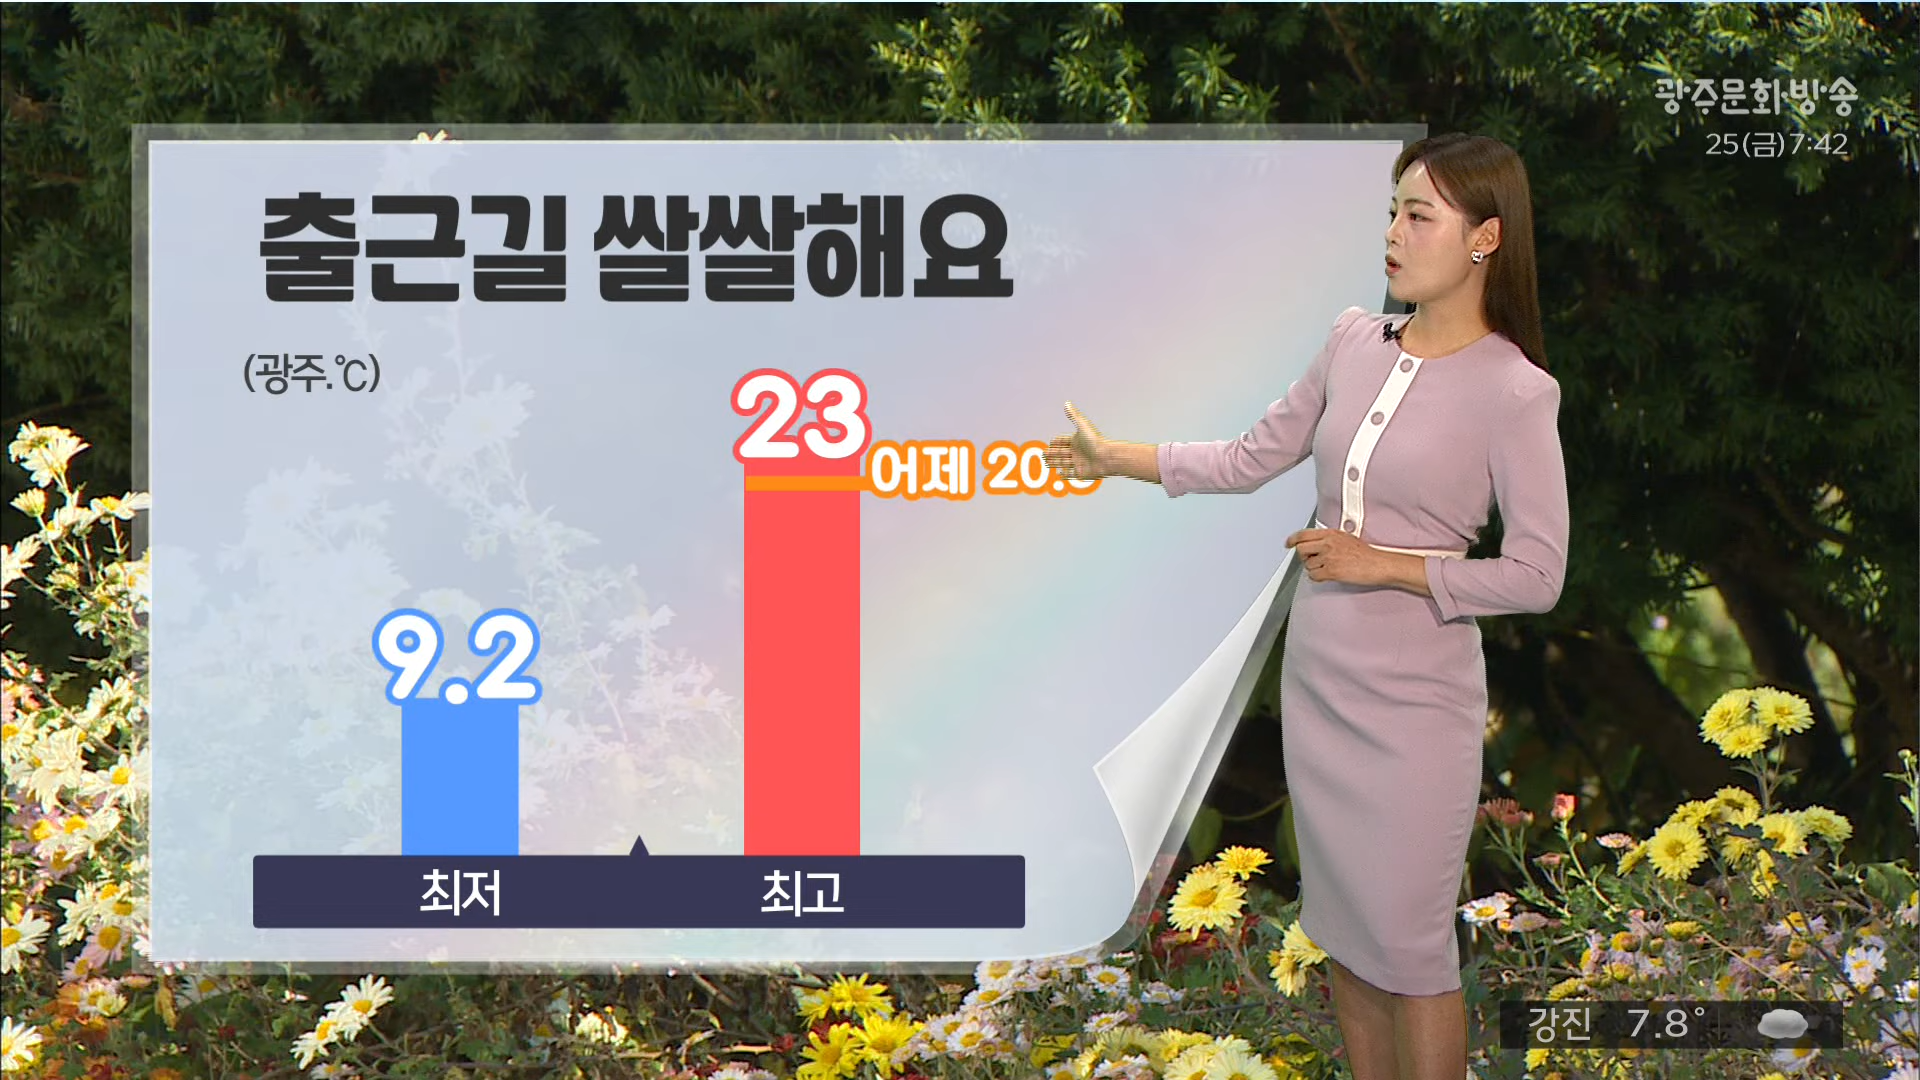 광주문화방송
25(금)7:42
출근길 쌀쌀해요
(광주.℃)
23
어제
9.2
최저 최고
강진 7.8°